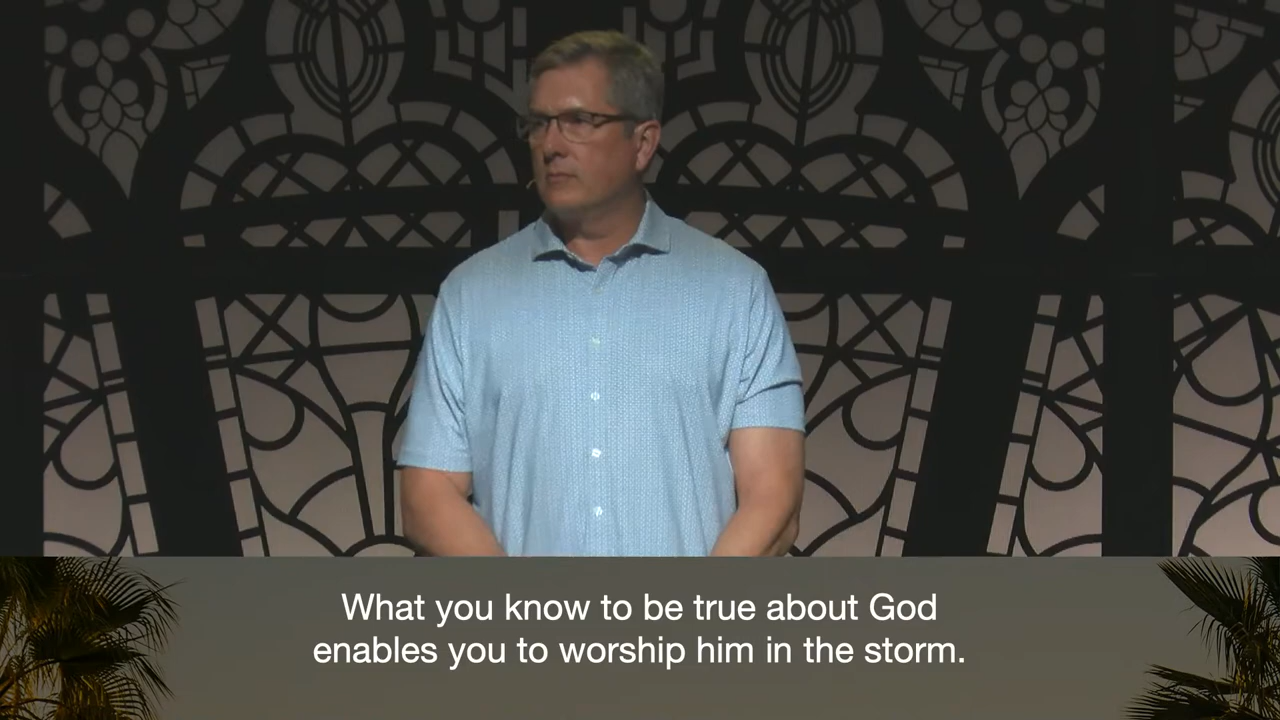 What you know to be true about God
enables you to worship him in the storm.